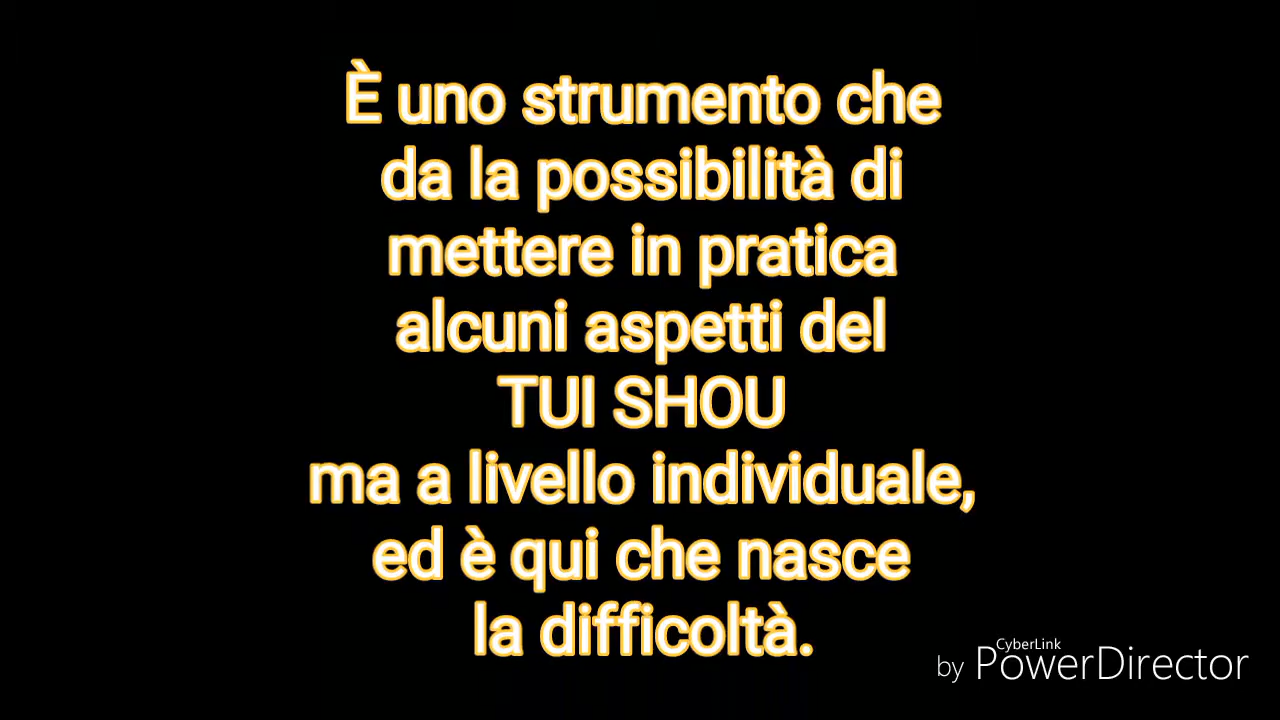 È uno strumento che
da la possibilità di
mettere in pratica
alcuni aspetti del
TUI SHOU
ma a livello individuale,
ed è qui che nasce
la difficoltà.
CyberLink
by PowerDirector